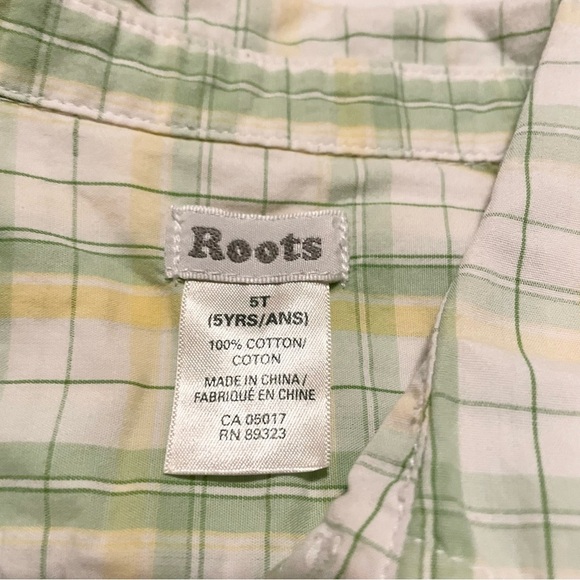 Roots
5T
(5YRS/ANS)
100% COTTON/
COTON
MADE IN CHINA/
FABRIQUÉ EN CHINE
CA 05017
RN 89323